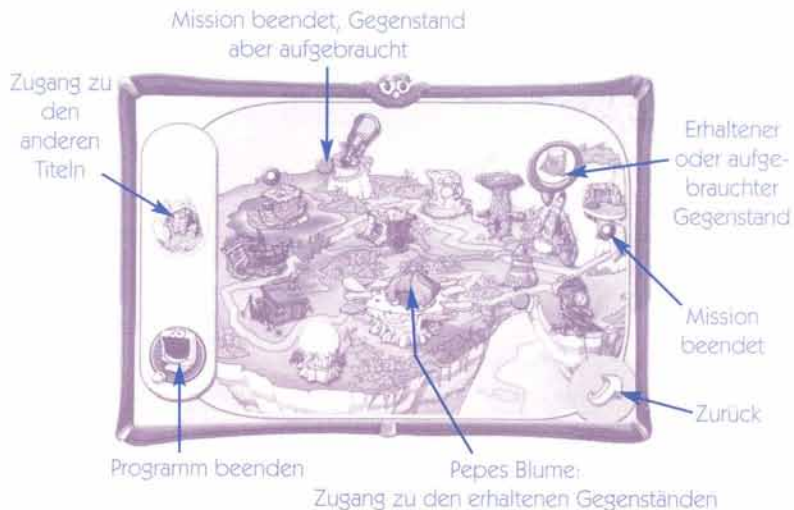 Mission beendet, Gegenstand
aber aufgebraucht
Zugang zu
den
anderen
Titeln
Erhaltener
oder aufge-
brauchter
Gegenstand
Mission
beendet
Zurück
Programm beenden
Pepes Blume:
Zugang zu den erhaltenen Gegenständen